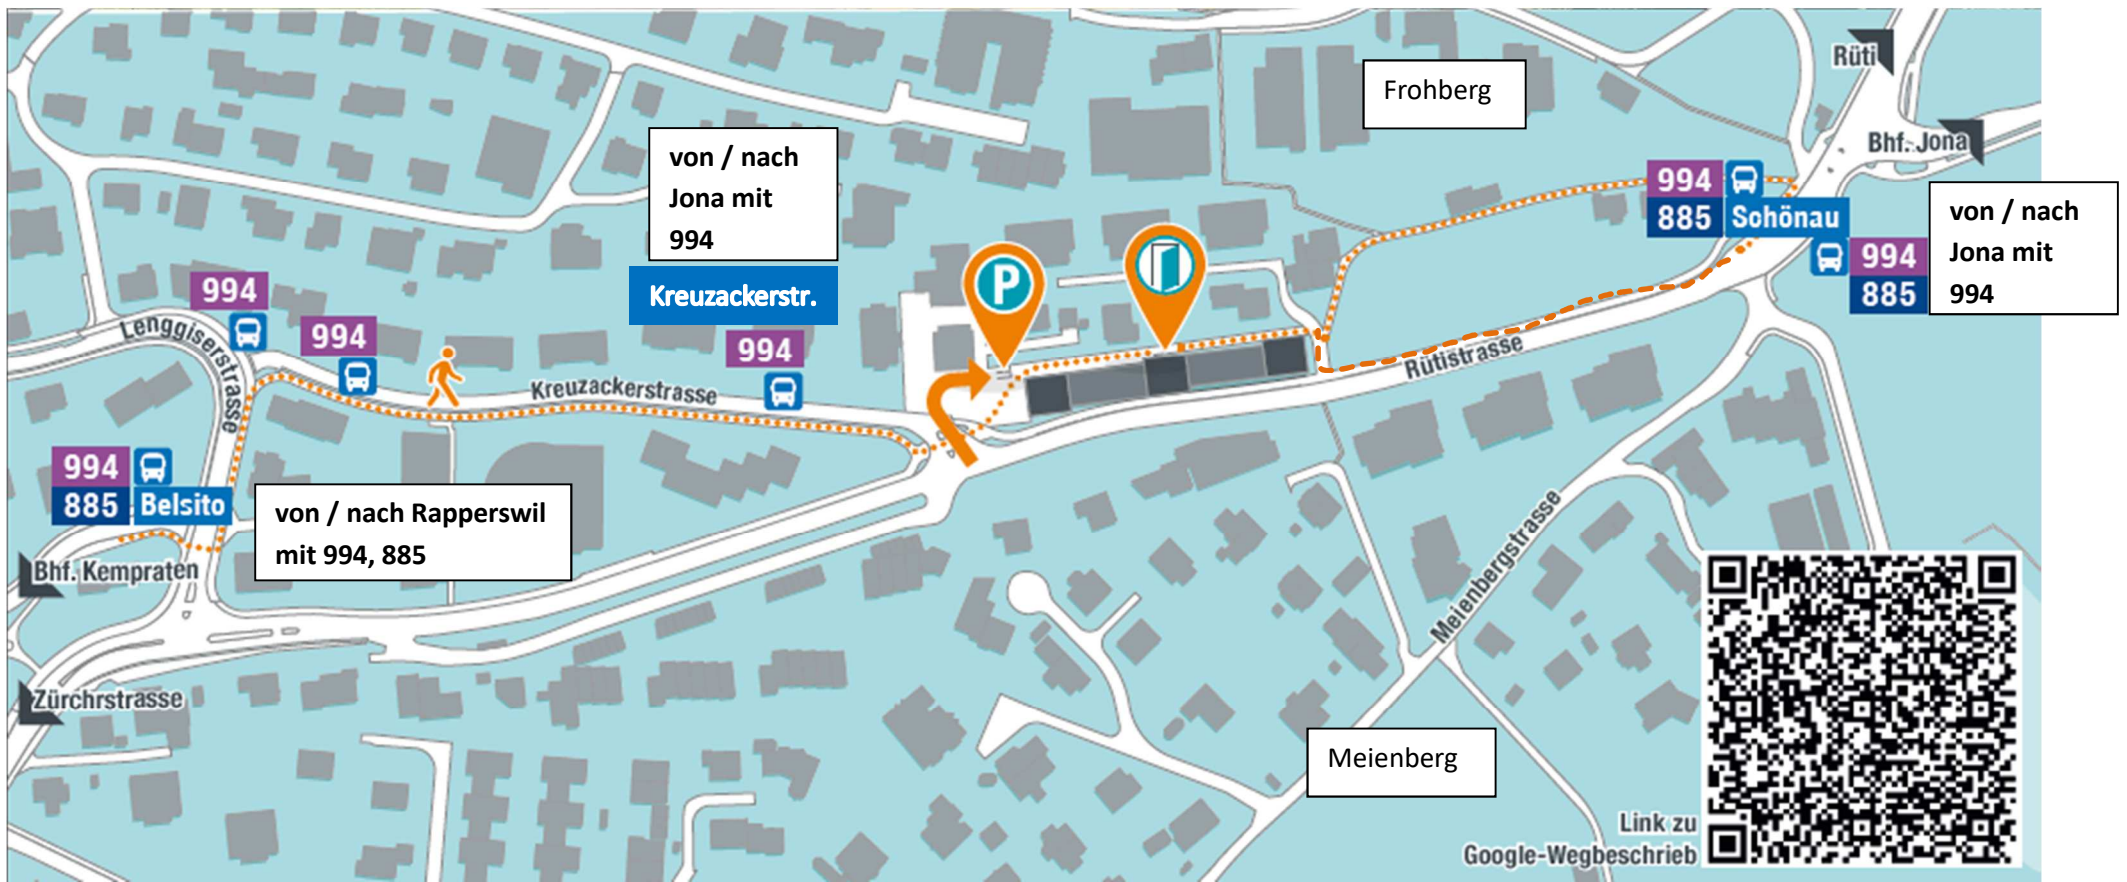 Rüti
Frohberg
Bhf. Jona
von / nach
Jona mit
994
994
885 Schönau
von / nach
Jona mit
994
994
885
Kreuzackerstr.
994
994
994
Lenggiserstrasse
Kreuzackerstrasse
P
Rütistrasse
994
885 Belsito
von / nach Rapperswil
mit 994, 885
Bhf. Kempraten
Meienbergstrasse
Zürchrstrasse
Meienberg
Link zu
Google-Wegbeschrieb